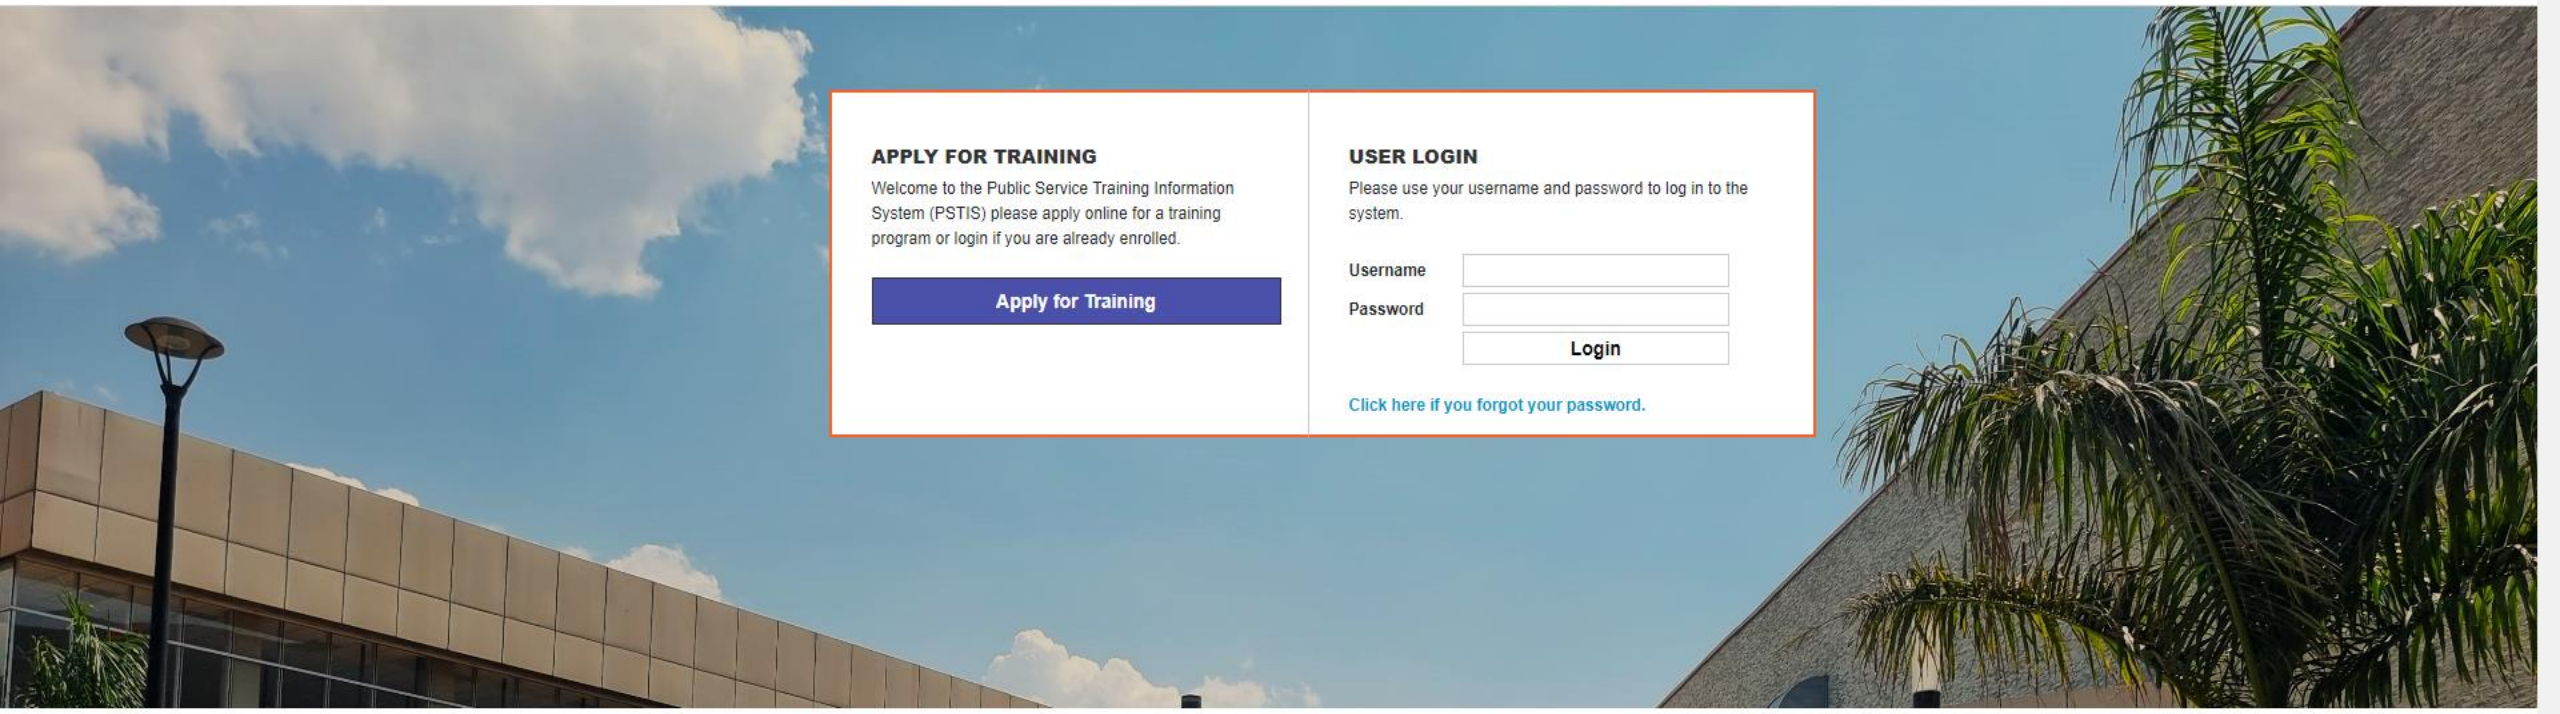 APPLY FOR TRAINING
Welcome to the Public Service Training Information
System (PSTIS) please apply online for a training
program or login if you are already enrolled.
Apply for Training
USER LOGIN
Please use your username and password to log in to the
system.
Username
Password
Login
Click here if you forgot your password.